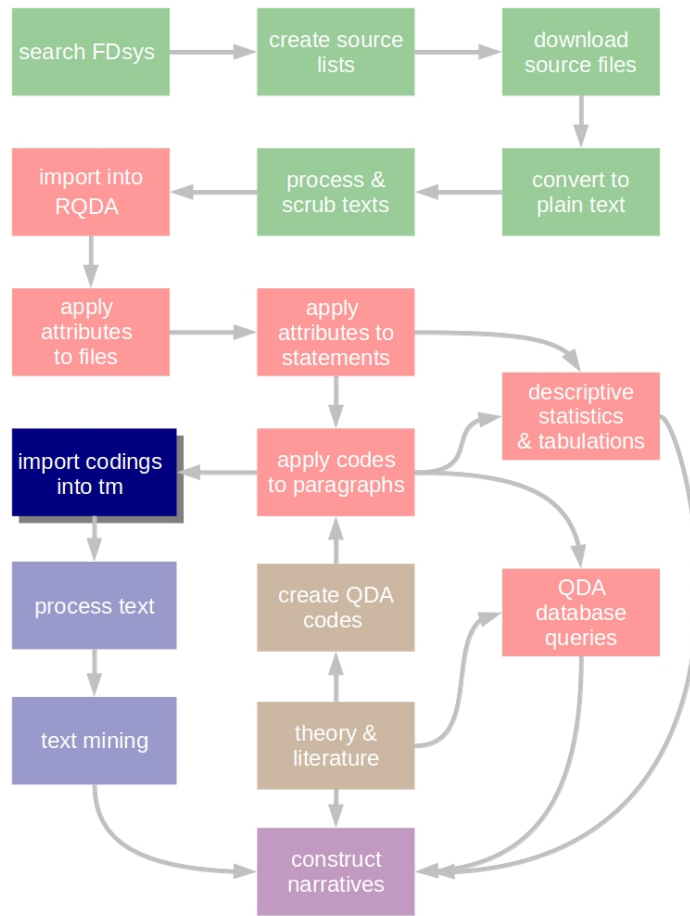 search FDsys
create source
lists
download
source files
import into
RQDA
process &
scrub texts
convert to
plain text
apply
attributes
to files
apply
attributes to
statements
descriptive
statistics
& tabulations
import codings
into tm
apply codes
to paragraphs
process text
create QDA
codes
QDA
database
queries
text mining
theory &
literature
construct
narratives